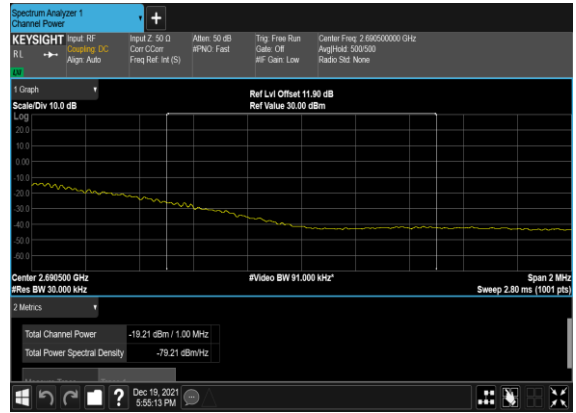 Spectrum Analyzer 1
Channel Power
+
KEYSIGHT Input: RF Input Z: 50 Ω Atten: 50 dB Trig: Free Run Center Freq: 2.690500000 GHz
RL Coupling: DC Corr CCorr #PNO: Fast Gate: Off Avg|Hold: 500/500
Align: Auto Freq Ref: Int (S) #IF Gain: Low Radio Std: None
1 Graph Ref Lvl Offset 11.90 dB
Scale/Div 10.0 dB Ref Value 30.00 dBm
Log
20.0
10.0
0.00
-10.0
-20.0
-30.0
-40.0
-50.0
-60.0
Center 2.690500 GHz #Video BW 91.000 kHz* Span 2 MHz
#Res BW 30.000 kHz Sweep 2.80 ms (1001 pts)
2 Metrics
Total Channel Power -19.21 dBm / 1.00 MHz
Total Power Spectral Density -79.21 dBm/Hz
? Dec 19, 2021
5:55:13 PM